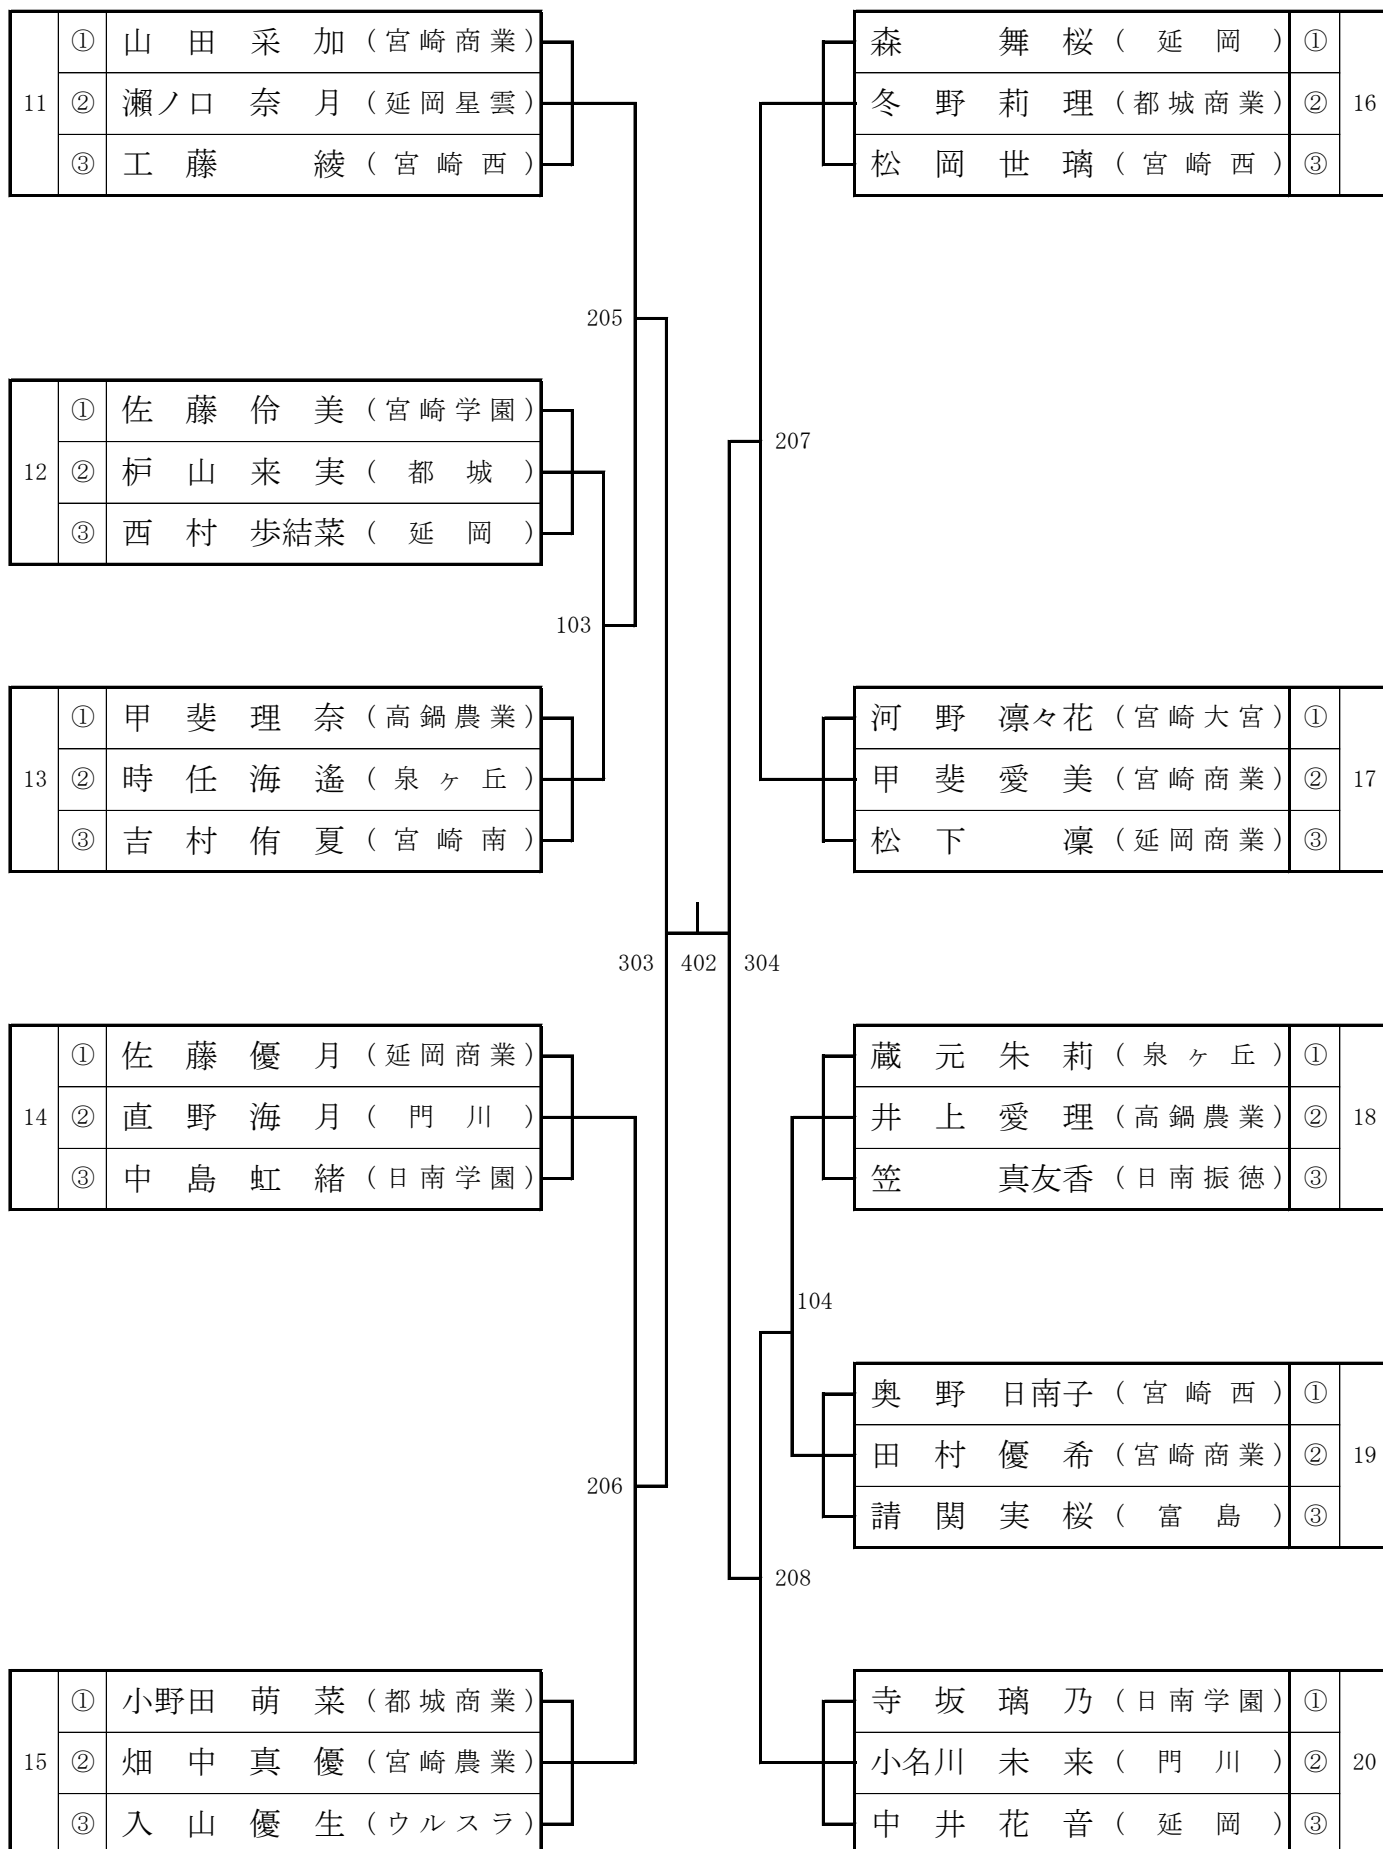 11
① 山田采加（宮崎商業）
② 瀬ノ口奈月（延岡星雲）
③ 工藤綾（宮崎西）
205
12
① 佐藤伶美（宮崎学園）
② 枦山来実（都城）
③ 西村歩結菜（延岡）
103
13
① 甲斐理奈（高鍋農業）
② 時任海遙（泉ヶ丘）
③ 吉村侑夏（宮崎南）
303
402
304
14
① 佐藤優月（延岡商業）
② 直野海月（門川）
③ 中島虹緒（日南学園）
206
15
① 小野田萌菜（都城商業）
② 畑中真優（宮崎農業）
③ 入山優生（ウルスラ）
森舞桜（延岡） ①
冬野莉理（都城商業） ②
松岡世璃（宮崎西） ③
16
207
河野凛々花（宮崎大宮） ①
甲斐愛美（宮崎商業） ②
松下凜（延岡商業） ③
17
蔵元朱莉（泉ヶ丘） ①
井上愛理（高鍋農業） ②
笠真友香（日南振徳） ③
18
104
奥野日南子（宮崎西） ①
田村優希（宮崎商業） ②
請関実桜（富島） ③
19
208
寺坂璃乃（日南学園） ①
小名川未来（門川） ②
中井花音（延岡） ③
20